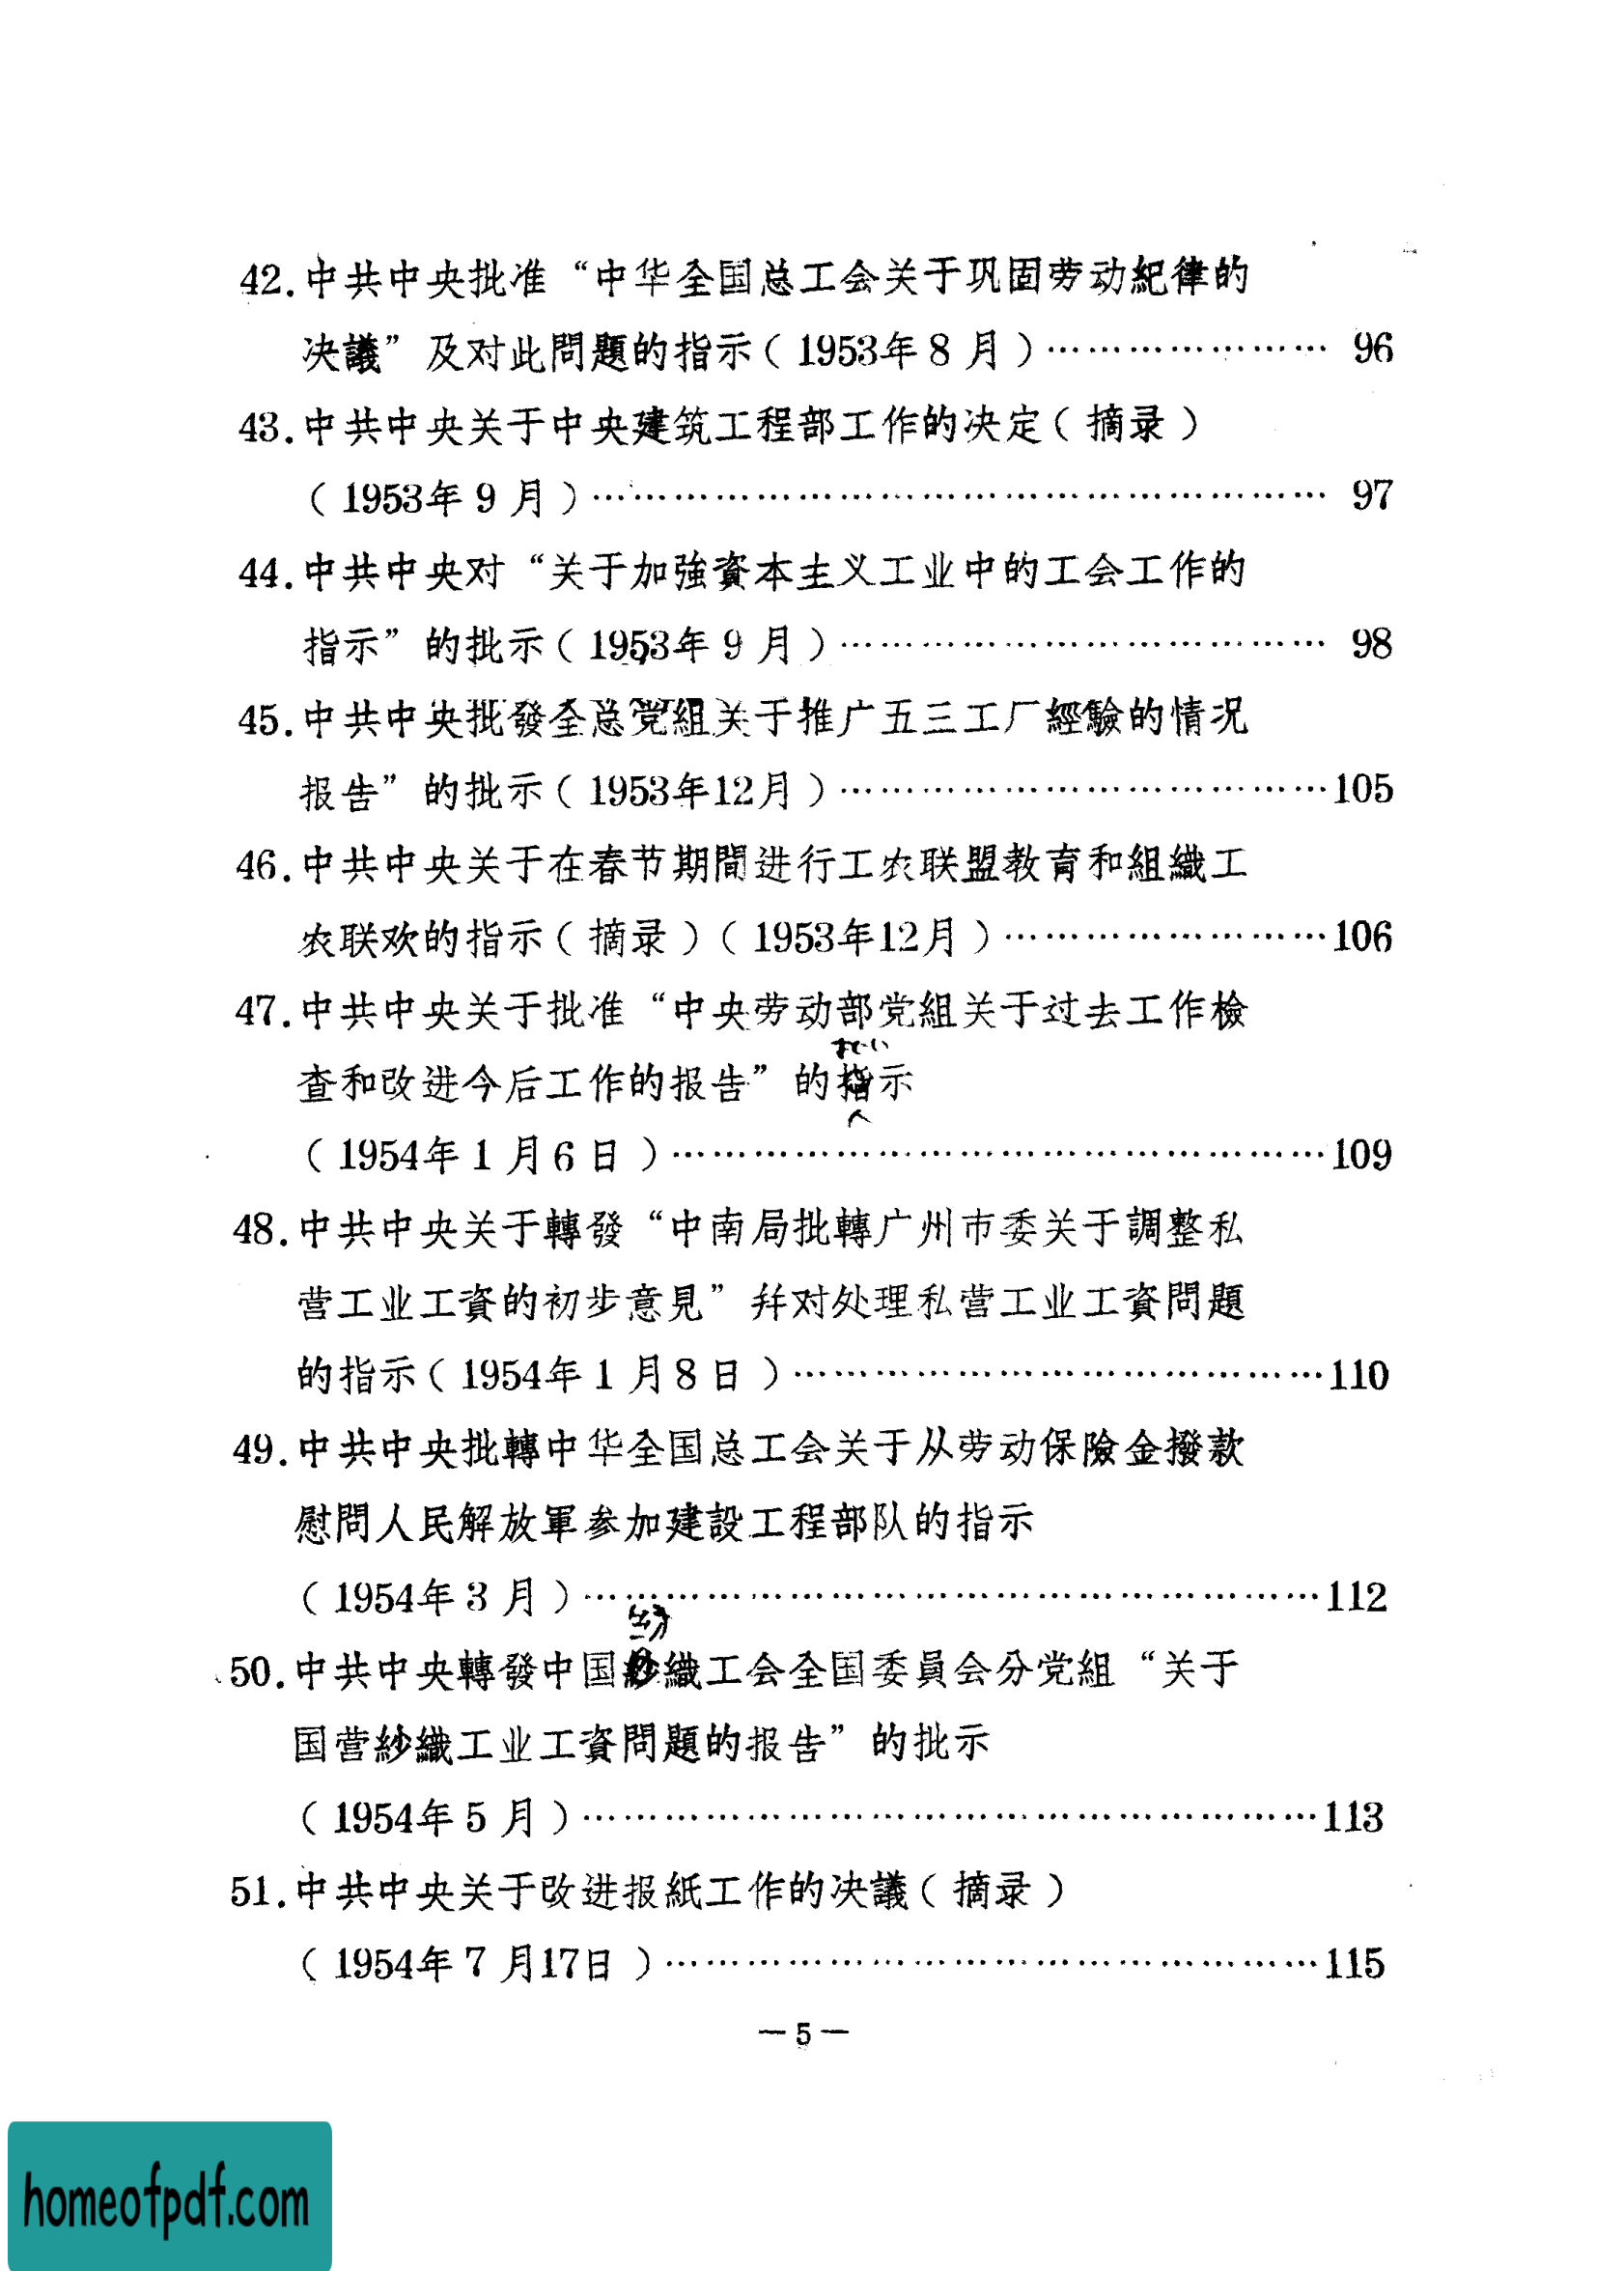 42.中共中央批准“中华全国总工会关于巩固劳动紀律的
决議”及对此問題的指示(1953年8月)………………… 96
43.中共中央关于中央建筑工程部工作的决定(摘录)
(1953年9月)………………………………………………… 97
44.中共中央对“关于加強資本主义工业中的工会工作的
指示”的批示(1953年9月)……………………………… 98
45.中共中央批發全总党組关于推广五三工厂經驗的情况
报告”的批示(1953年12月)………………………………105
46.中共中央关于在春节期間进行工农联盟教育和組織工
农联欢的指示(摘录)(1953年12月)……………………106
47.中共中央关于批准“中央劳动部党組关于过去工作檢
批
查和改进今后工作的报告”的指示
(1954年1月6日)……………………………………………109
48.中共中央关于轉發“中南局批轉广州市委关于調整私
营工业工資的初步意見”幷对处理私营工业工資問題
的指示(1954年1月8日)…………………………………110
49.中共中央批轉中华全国总工会关于从劳动保險金撥款
慰問人民解放軍参加建設工程部队的指示
(1954年3月)…………………………………………………112
紡
50.中共中央轉發中国紗織工会全国委員会分党組“关于
国营紗織工业工資問題的报告”的批示
(1954年5月)…………………………………………………113
51.中共中央关于改进报紙工作的决議(摘录)
(1954年7月17日)……………………………………………115
—5—
homeofpdf.com